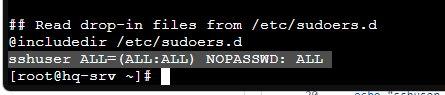 ## Read drop-in files from /etc/sudoers.d
@includedir /etc/sudoers.d
sshuser ALL=(ALL:ALL) NOPASSWD: ALL
[root@hq-srv ~]#